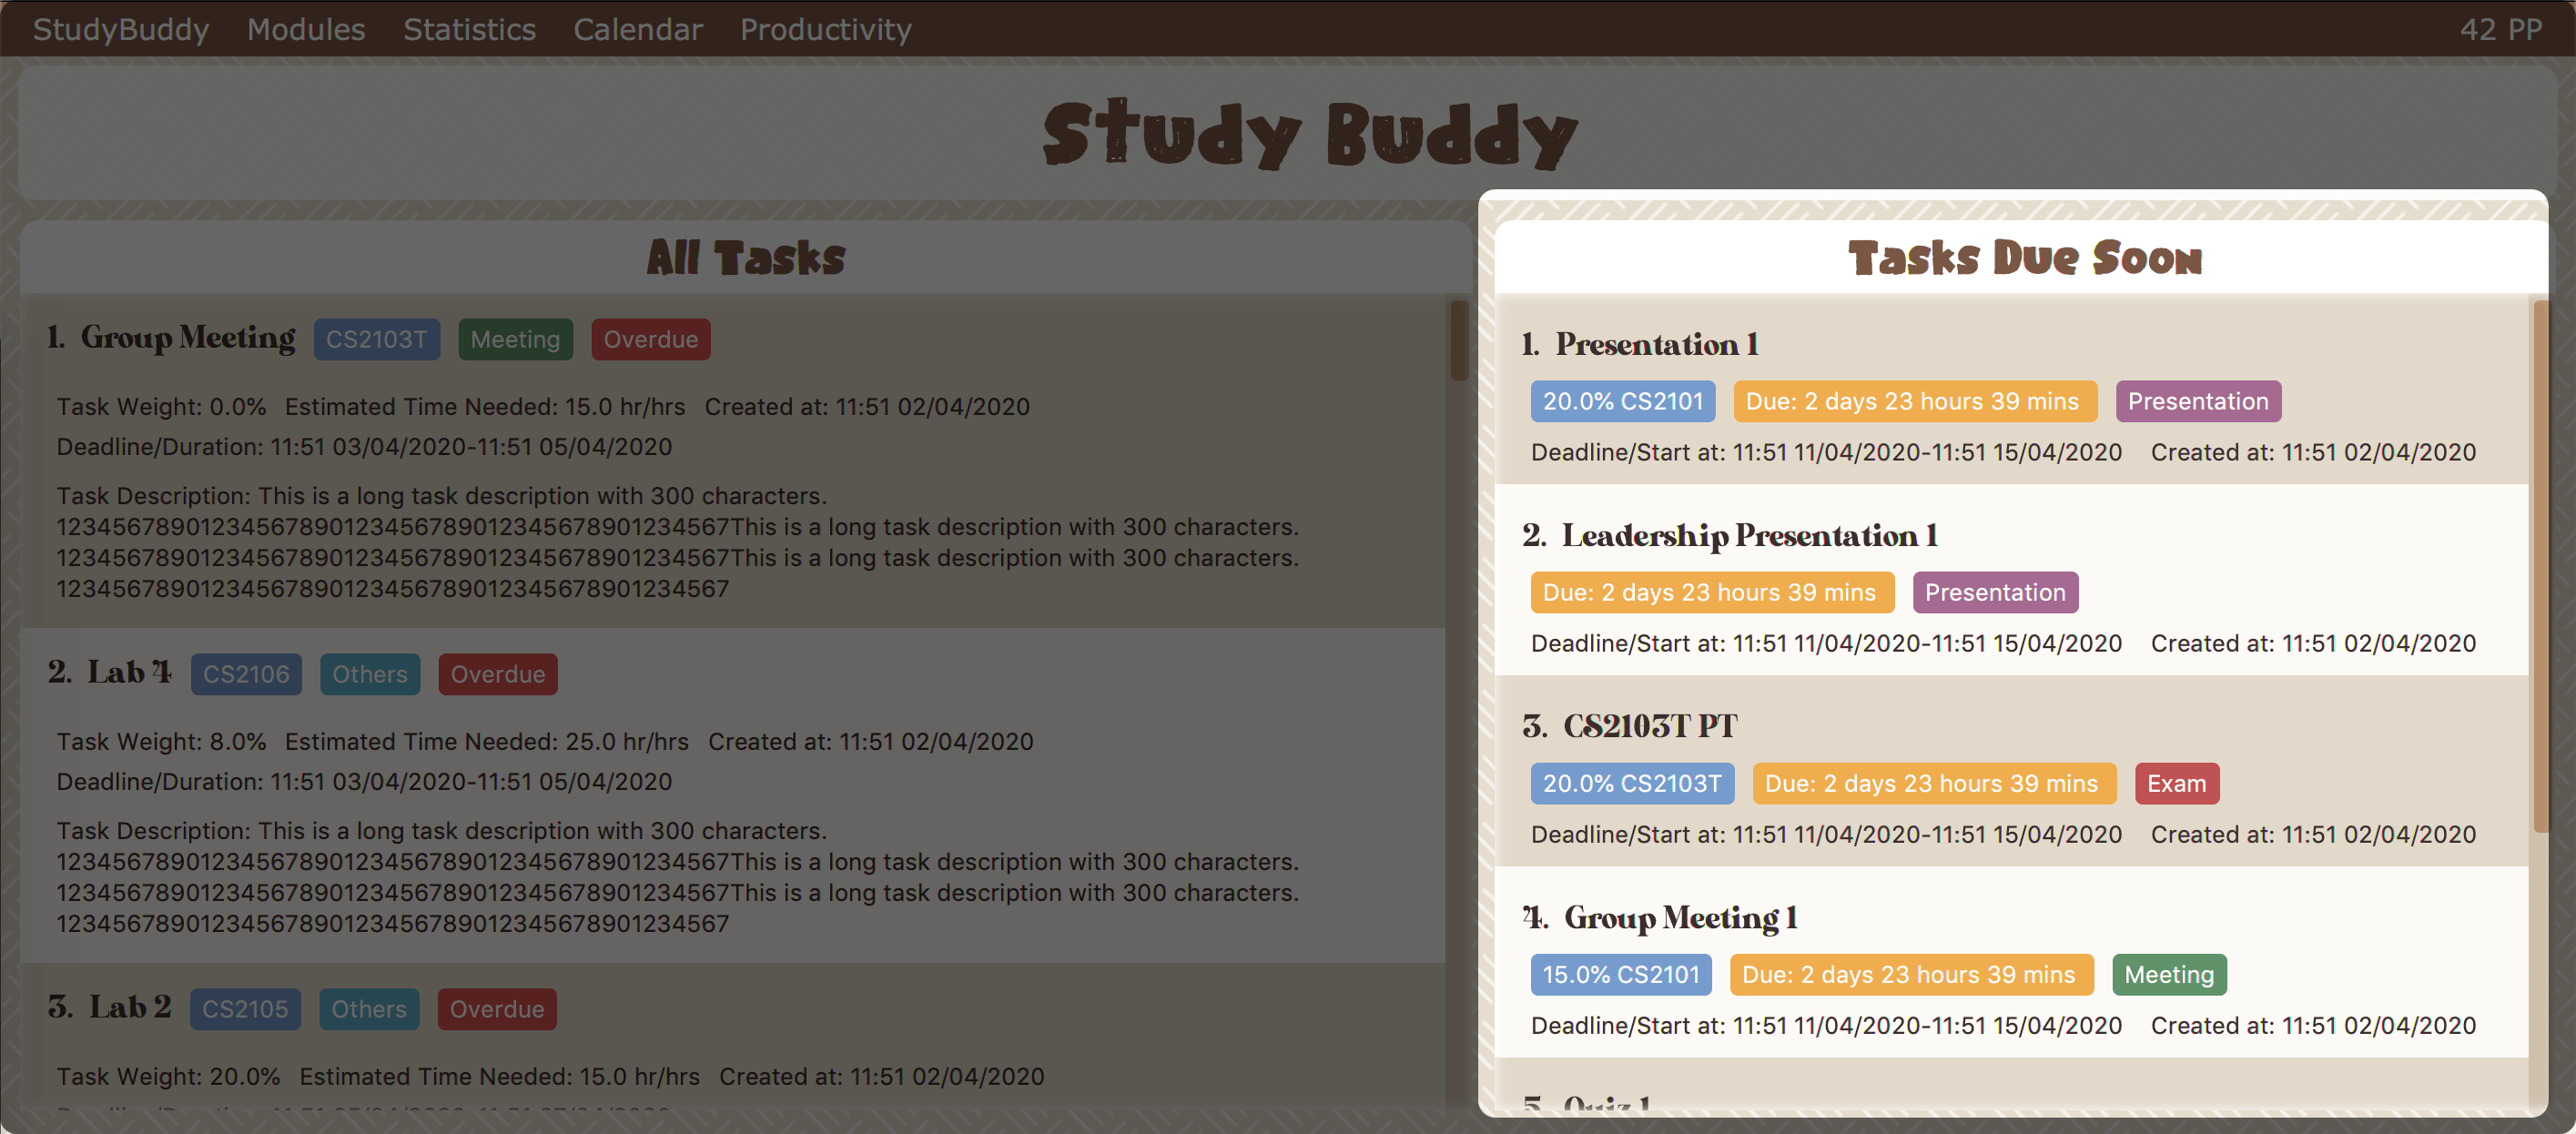 StudyBuddy Modules Statistics Calendar Productivity 42 PP
Study Buddy
All Tasks
1. Group Meeting CS2103T Meeting Overdue
Task Weight: 0.0% Estimated Time Needed: 15.0 hr/hrs Created at: 11:51 02/04/2020
Deadline/Duration: 11:51 03/04/2020-11:51 05/04/2020
Task Description: This is a long task description with 300 characters.
12345678901234567890123456789012345678901234567This is a long task description with 300 characters.
12345678901234567890123456789012345678901234567This is a long task description with 300 characters.
12345678901234567890123456789012345678901234567
2. Lab 4 CS2106 Others Overdue
Task Weight: 8.0% Estimated Time Needed: 25.0 hr/hrs Created at: 11:51 02/04/2020
Deadline/Duration: 11:51 03/04/2020-11:51 05/04/2020
Task Description: This is a long task description with 300 characters.
12345678901234567890123456789012345678901234567This is a long task description with 300 characters.
12345678901234567890123456789012345678901234567This is a long task description with 300 characters.
12345678901234567890123456789012345678901234567
3. Lab 2 CS2105 Others Overdue
Task Weight: 20.0% Estimated Time Needed: 15.0 hr/hrs Created at: 11:51 02/04/2020
Tasks Due Soon
1. Presentation 1
20.0% CS2101 Due: 2 days 23 hours 39 mins Presentation
Deadline/Start at: 11:51 11/04/2020-11:51 15/04/2020 Created at: 11:51 02/04/2020
2. Leadership Presentation 1
Due: 2 days 23 hours 39 mins Presentation
Deadline/Start at: 11:51 11/04/2020-11:51 15/04/2020 Created at: 11:51 02/04/2020
3. CS2103T PT
20.0% CS2103T Due: 2 days 23 hours 39 mins Exam
Deadline/Start at: 11:51 11/04/2020-11:51 15/04/2020 Created at: 11:51 02/04/2020
4. Group Meeting 1
15.0% CS2101 Due: 2 days 23 hours 39 mins Meeting
Deadline/Start at: 11:51 11/04/2020-11:51 15/04/2020 Created at: 11:51 02/04/2020
5. Quiz 1